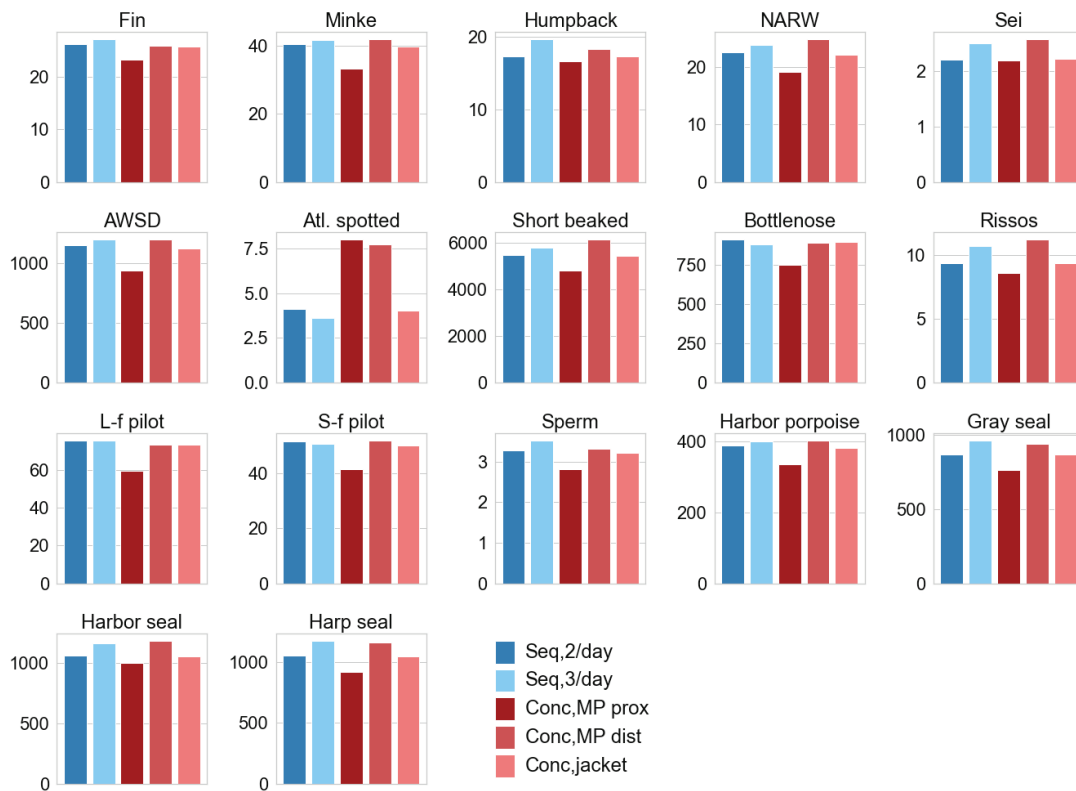 Fin
Minke
Humpback
NARW
Sei
20
10
0
40
20
0
20
10
0
20
10
0
2
1
0
AWSD
Atl. spotted
Short beaked
Bottlenose
Rissos
1000
500
0
7.5
5.0
2.5
0.0
6000
4000
2000
0
750
500
250
0
10
5
0
L-f pilot
S-f pilot
Sperm
Harbor porpoise
Gray seal
60
40
20
0
40
20
0
3
2
1
0
400
200
0
1000
500
0
Harbor seal
Harp seal
1000
500
0
1000
500
0
Seq,2/day
Seq,3/day
Conc,MP prox
Conc,MP dist
Conc,jacket